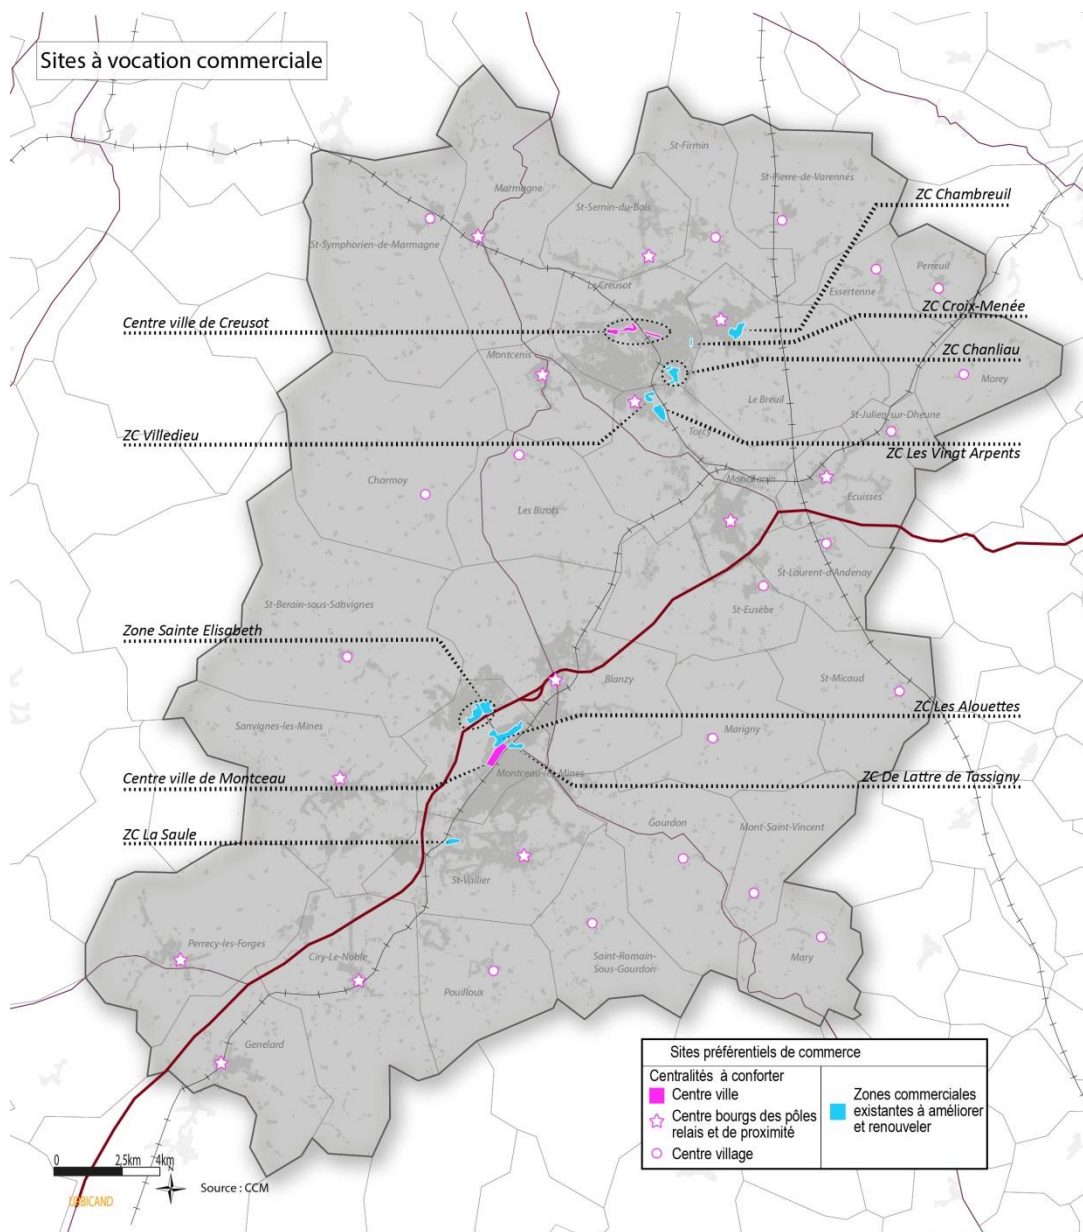 Sites à vocation commerciale
St-Firmin
St-Pierre-de-Varennes
Marmagne
St-Sernin-du-Bois
ZC Chambreuil
St-Symphorien-de-Marmagne
Perreuil
Le Creusot
Essertenne
ZC Croix-Menée
Centre ville de Creusot
ZC Chanliau
Montcenis
Morey
Le Breuil
St-Julien-sur-Dheune
ZC Villedieu
Torcy
ZC Les Vingt Arpents
Charmoy
Montchanin
Ecuisses
Les Bizots
St-Laurent-d'Andenay
St-Berain-sous-Sanvignes
St-Eusèbe
Zone Sainte Elisabeth
Blanzy
St-Micaud
ZC Les Alouettes
Sanvignes-les-Mines
Marigny
Centre ville de Montceau
Montceau-les-Mines
ZC De Lattre de Tassigny
Gourdon
Mont-Saint-Vincent
ZC La Saule
St-Vallier
Perrecy-les-Forges
Ciry-Le-Noble
Saint-Romain-
Sous-Gourdon
Mary
Pouilloux
Genelard
Sites préférentiels de commerce
Centralités à conforter
Centre ville
Centre bourgs des pôles
relais et de proximité
Centre village
Zones commerciales
existantes à améliorer
et renouveler
0 2,5km 4km
N
Source : CCM
URBICAND